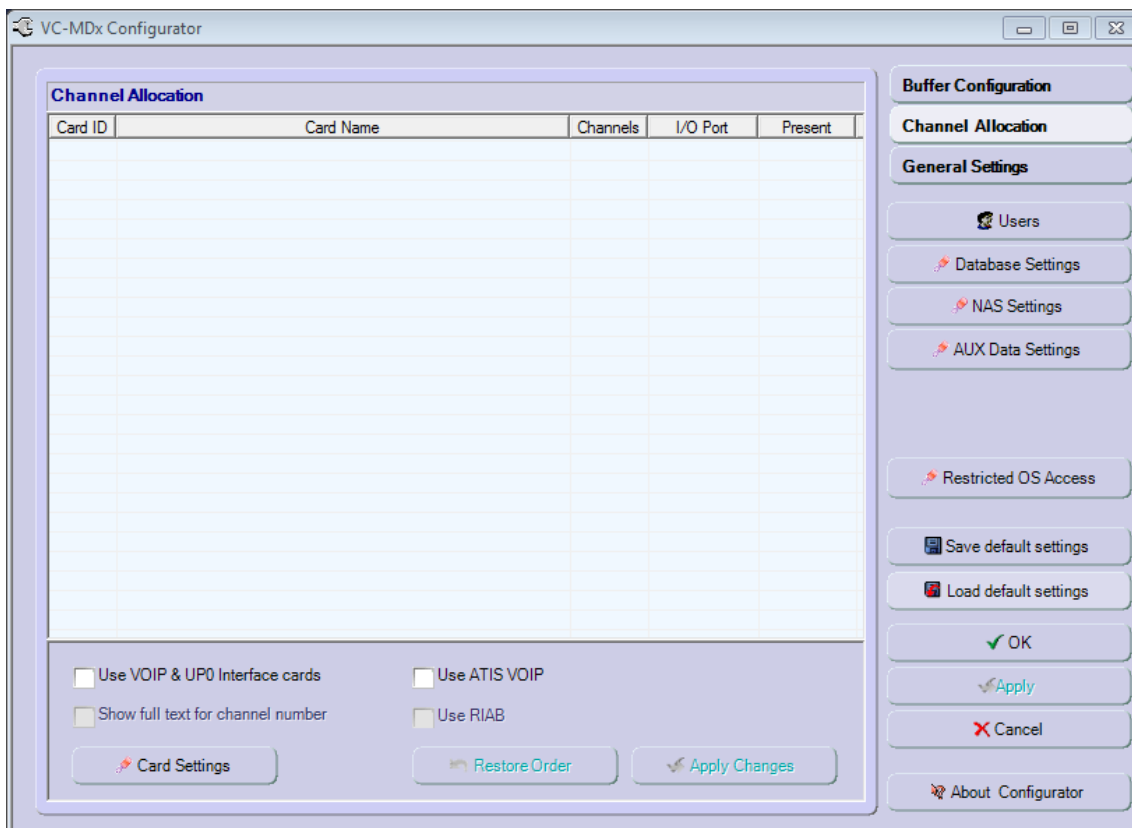 VC-MDx Configurator
Channel Allocation
Card ID Card Name Channels I/O Port Present
Use VOIP & UP0 Interface cards
Use ATIS VOIP
Show full text for channel number
Use RIAB
Card Settings
Restore Order
Apply Changes
Buffer Configuration
Channel Allocation
General Settings
Users
Database Settings
NAS Settings
AUX Data Settings
Restricted OS Access
Save default settings
Load default settings
OK
Apply
Cancel
About Configurator